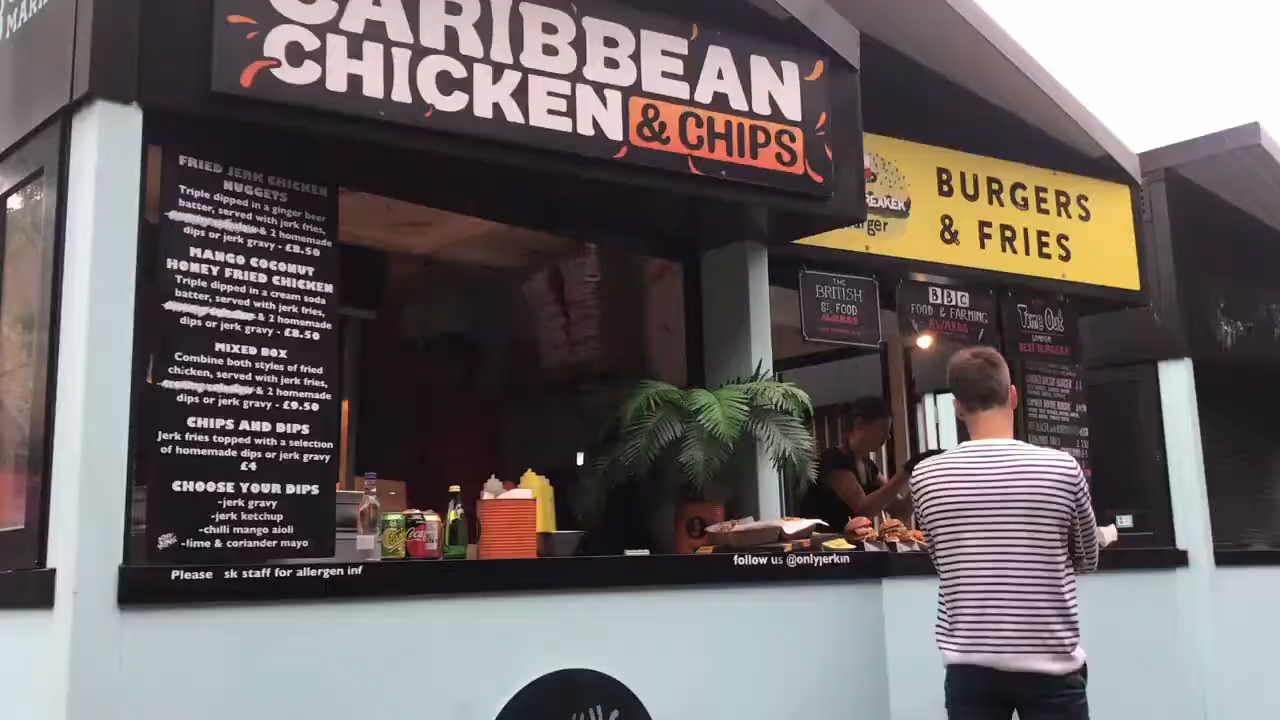 CARIBBEAN
CHICKEN
& CHIPS
FRIED JERK CHICKEN
NUGGETS
Triple dipped in a ginger beer
batter, served with jerk fries,
& 2 homemade
dips or jerk gravy - £8.50
MANGO COCONUT
HONEY FRIED CHICKEN
Triple dipped in a cream soda
batter, served with jerk fries,
& 2 homemade
dips or jerk gravy - £8.50
MIXED BOX
Combine both styles of fried
chicken, served with jerk fries,
& 2 homemade
dips or jerk gravy - £9.50
CHIPS AND DIPS
Jerk fries topped with a selection
of homemade dips or jerk gravy
£4
CHOOSE YOUR DIPS
-jerk gravy
-jerk ketchup
-chilli mango aioli
-lime & coriander mayo
Please sk staff for allergen inf
follow us @onlyjerkin
BURGERS
& FRIES
THE
BRITISH
ST. FOOD
AWARDS
BBC
FOOD & FARMING
AWARDS
Time Out
LONDON
BEST BURGERS